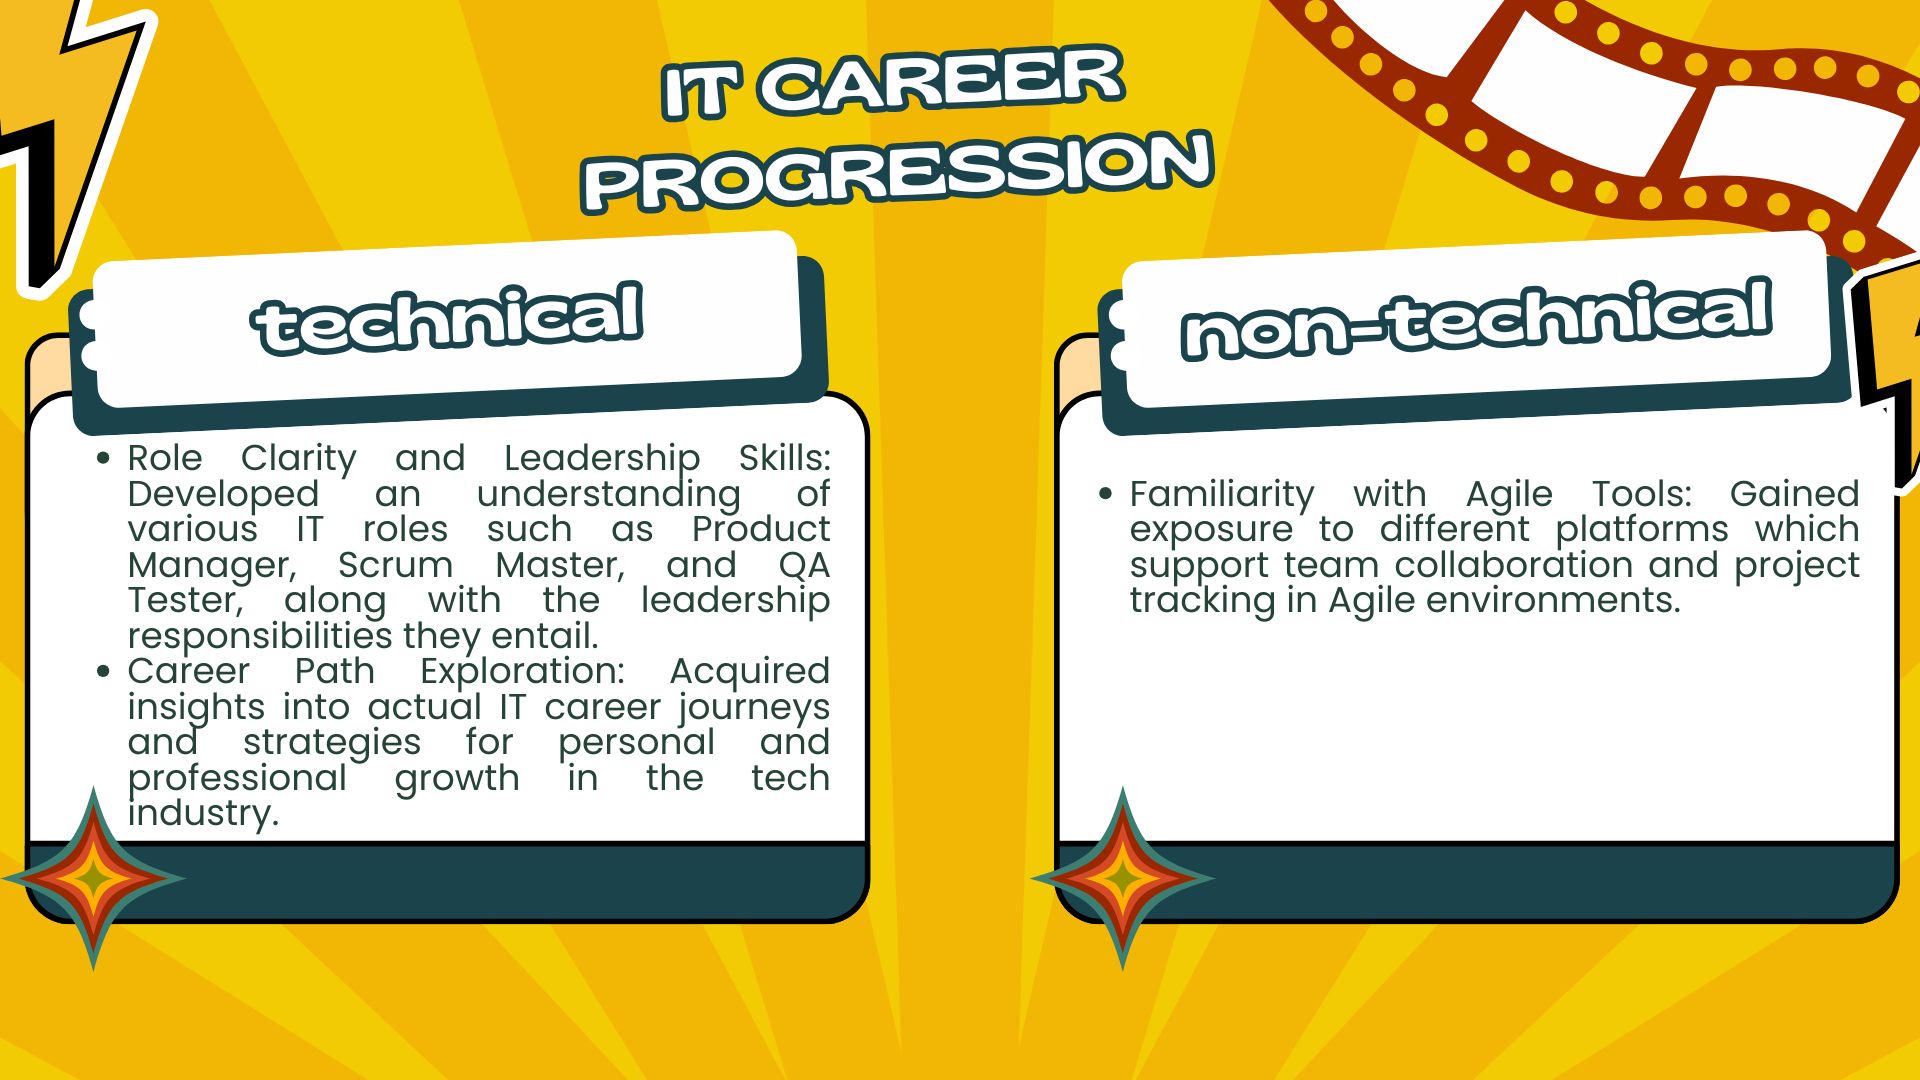 IT CAREER
PROGRESSION
technical
• Role Clarity and Leadership Skills:
Developed an understanding of
various IT roles such as Product
Manager, Scrum Master, and QA
Tester, along with the leadership
responsibilities they entail.
• Career Path Exploration: Acquired
insights into actual IT career journeys
and strategies for personal and
professional growth in the tech
industry.
non-technical
• Familiarity with Agile Tools: Gained
exposure to different platforms which
support team collaboration and project
tracking in Agile environments.